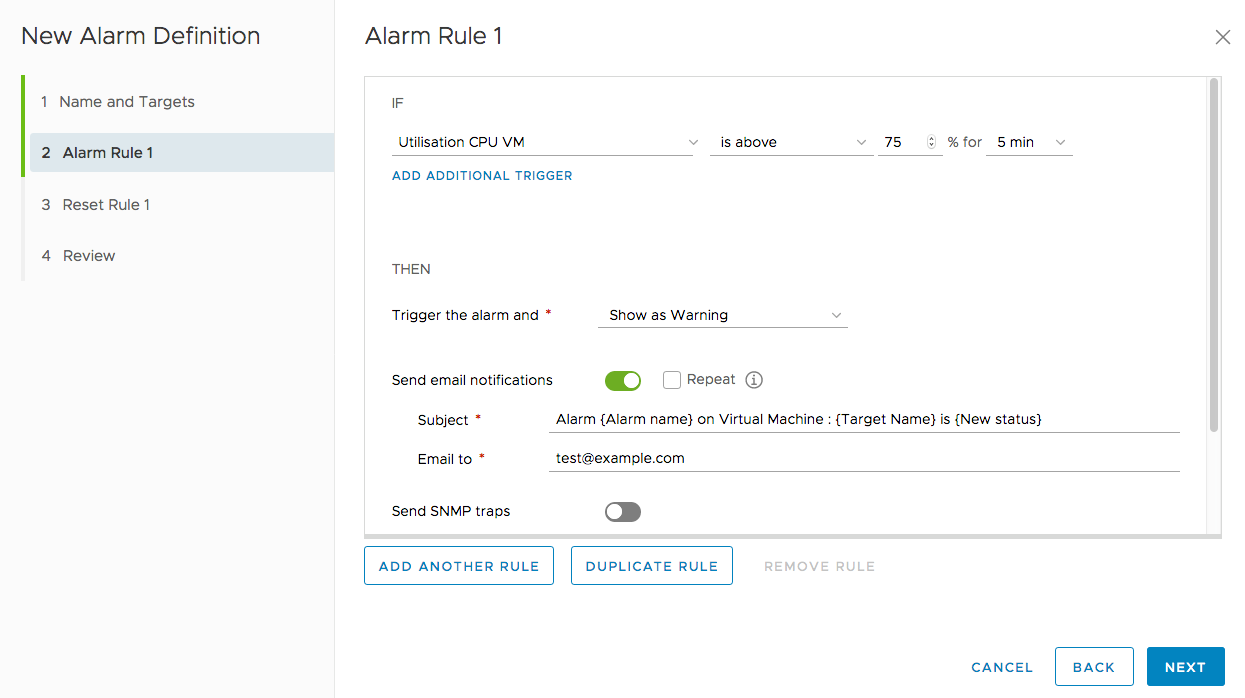 New Alarm Definition
1 Name and Targets
2 Alarm Rule 1
3 Reset Rule 1
4 Review
Alarm Rule 1
IF
Utilisation CPU VM is above 75 % for 5 min
ADD ADDITIONAL TRIGGER
THEN
Trigger the alarm and * Show as Warning
Send email notifications Repeat
Subject * Alarm {Alarm name} on Virtual Machine : {Target Name} is {New status}
Email to * test@example.com
Send SNMP traps
ADD ANOTHER RULE DUPLICATE RULE REMOVE RULE
CANCEL BACK NEXT